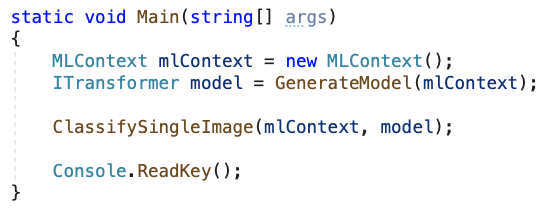 static void Main(string[] args)
{
MLContext mlContext = new MLContext();
ITransformer model = GenerateModel(mlContext);
ClassifySingleImage(mlContext, model);
Console.ReadKey();
}